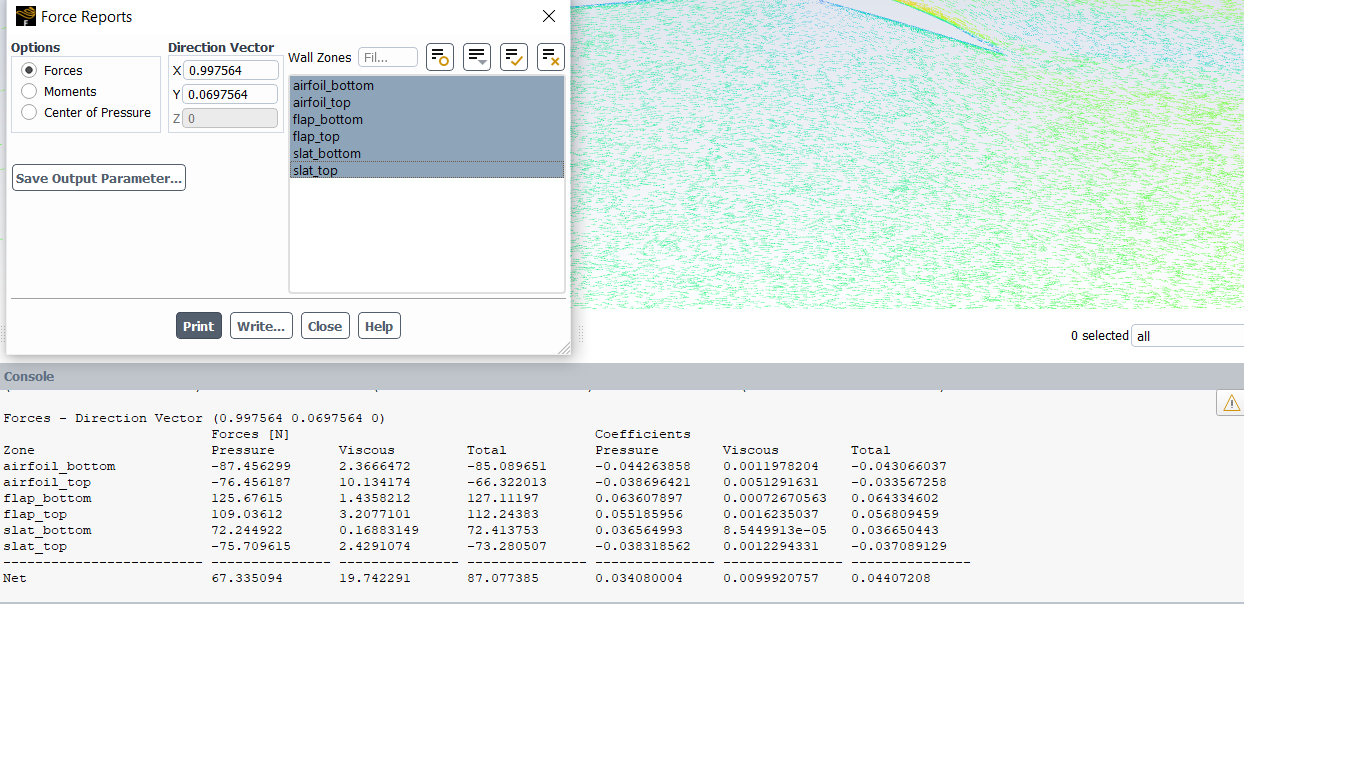 Force Reports
Options
Forces
Moments
Center of Pressure
Direction Vector
X 0.997564
Y 0.0697564
Z 0
Wall Zones Fil...
airfoil_bottom
airfoil_top
flap_bottom
flap_top
slat_bottom
slat_top
Save Output Parameter...
Print Write... Close Help
0 selected all
Console
Forces - Direction Vector (0.997564 0.0697564 0)
Forces [N] Coefficients
Zone Pressure Viscous Total Pressure Viscous Total
airfoil_bottom -87.456299 2.3666472 -85.089651 -0.044263858 0.0011978204 -0.043066037
airfoil_top -76.456187 10.134174 -66.322013 -0.038696421 0.0051291631 -0.033567258
flap_bottom 125.67615 1.4358212 127.11197 0.063607897 0.00072670563 0.064334602
flap_top 109.03612 3.2077101 112.24383 0.055185956 0.0016235037 0.056809459
slat_bottom 72.244922 0.16883149 72.413753 0.036564993 8.5449913e-05 0.036650443
slat_top -75.709615 2.4291074 -73.280507 -0.038318562 0.0012294331 -0.037089129
------------------------- --------------- --------------- --------------- --------------- --------------- ---------------
Net 67.335094 19.742291 87.077385 0.034080004 0.0099920757 0.04407208